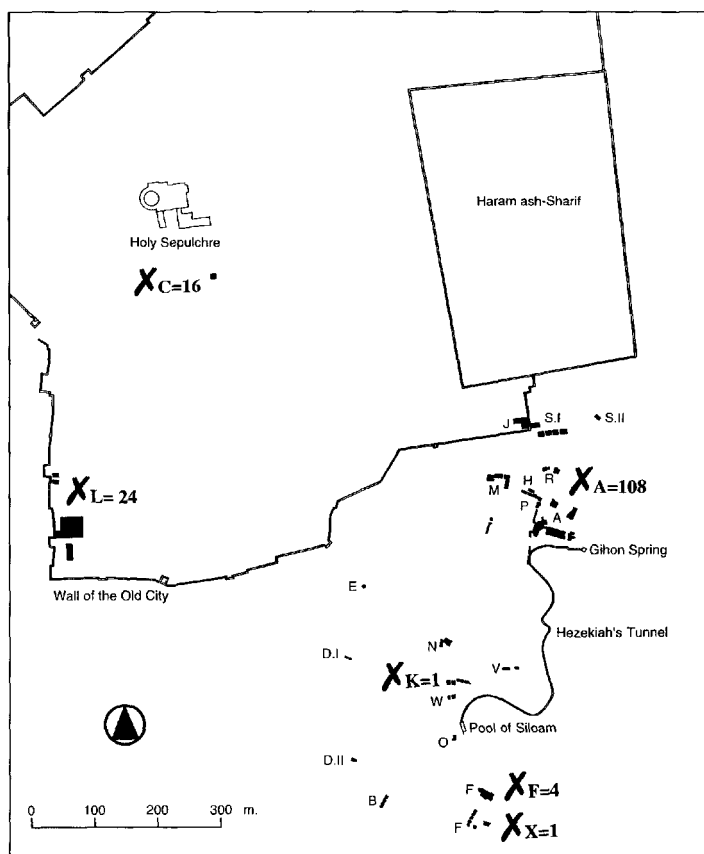 Haram ash-Sharif
Holy Sepulchre
X C=16
J
S.I
S.II
X L= 24
M
H
R
X A=108
P
A
i
Gihon Spring
Wall of the Old City
E
Hezekiah's Tunnel
N
D.I
V
X K=1
W
O
Pool of Siloam
D.II
B
F
X F=4
F
X X=1
0 100 200 300 m.